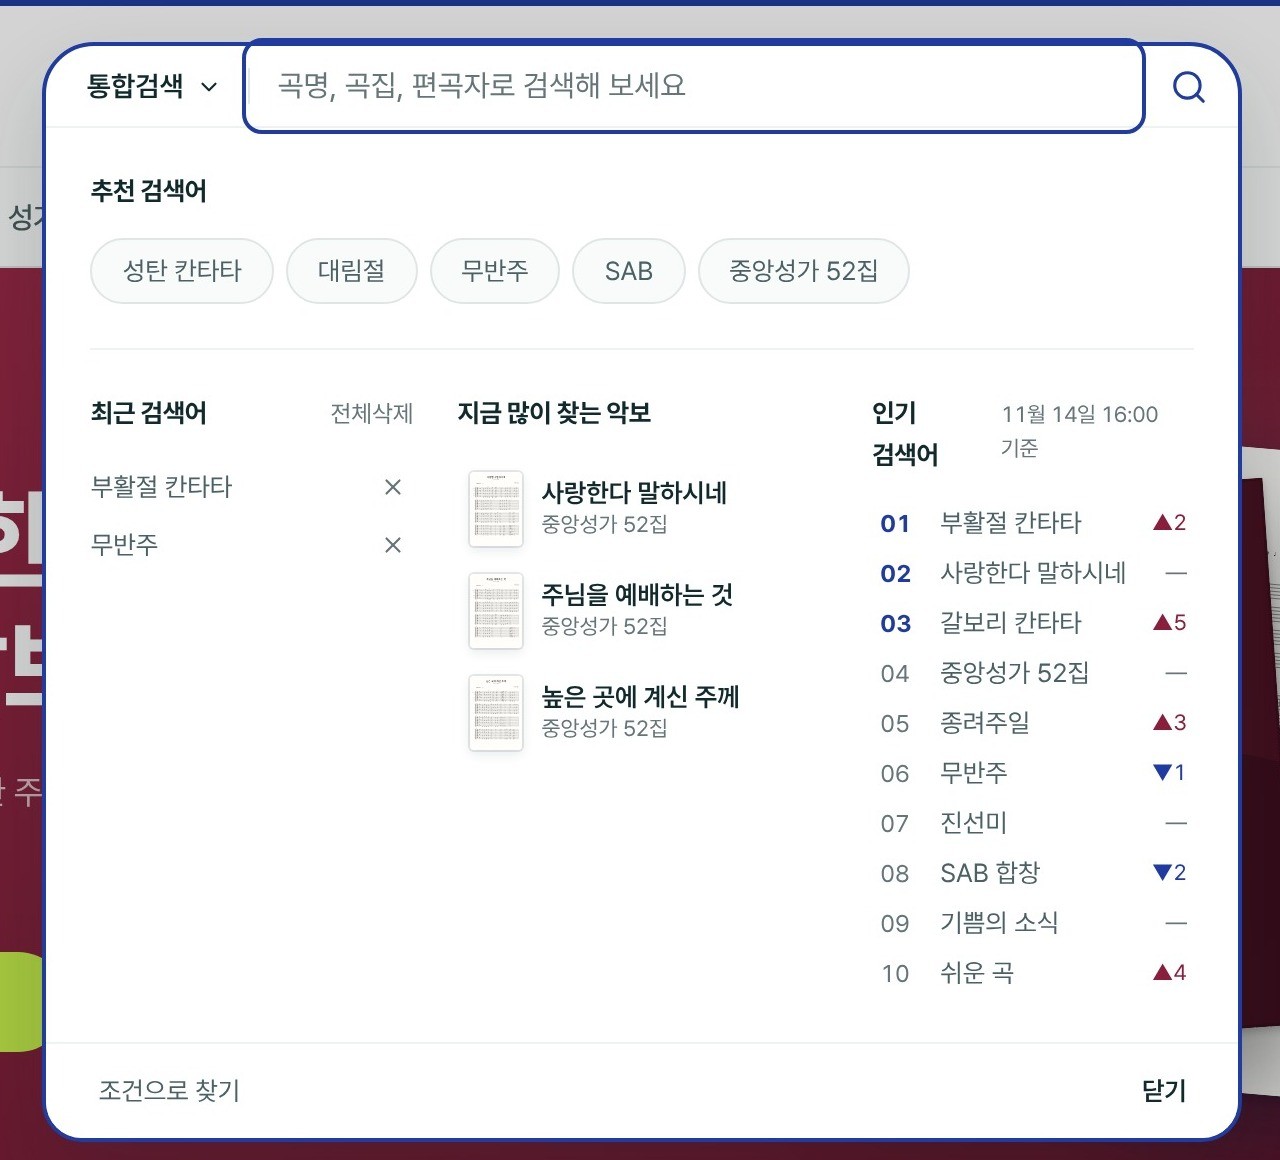 통합검색
곡명, 곡집, 편곡자로 검색해 보세요
추천 검색어
성탄 칸타타
대림절
무반주
SAB
중앙성가 52집
최근 검색어
전체삭제
부활절 칸타타
무반주
지금 많이 찾는 악보
사랑한다 말하시네
중앙성가 52집
주님을 예배하는 것
중앙성가 52집
높은 곳에 계신 주께
중앙성가 52집
인기
검색어
11월 14일 16:00
기준
01 부활절 칸타타 ▲2
02 사랑한다 말하시네 —
03 갈보리 칸타타 ▲5
04 중앙성가 52집 —
05 종려주일 ▲3
06 무반주 ▼1
07 진선미 —
08 SAB 합창 ▼2
09 기쁨의 소식 —
10 쉬운 곡 ▲4
조건으로 찾기
닫기